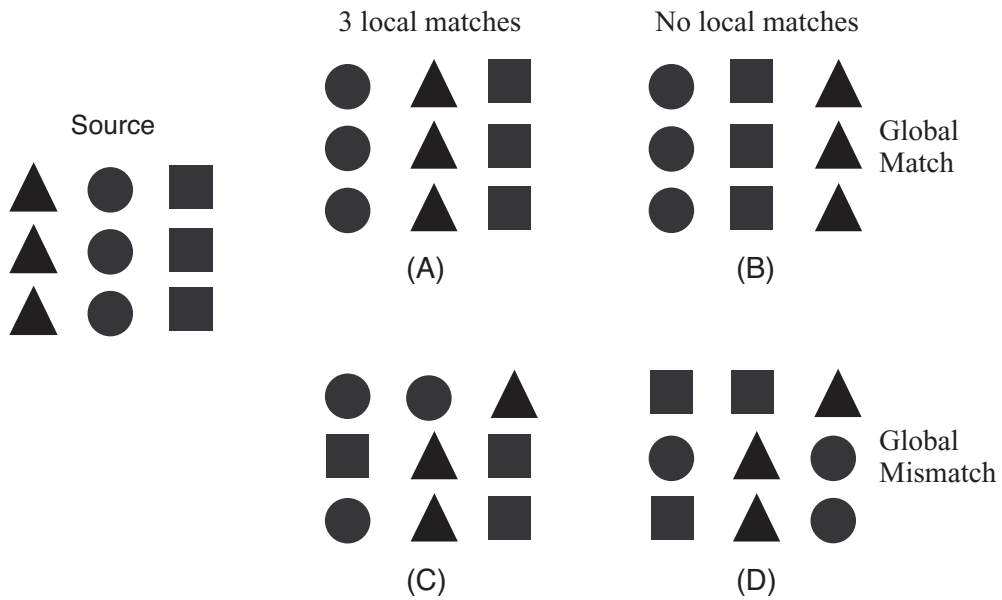 3 local matches
No local matches
Source
Global
Match
(A)
(B)
Global
Mismatch
(C)
(D)